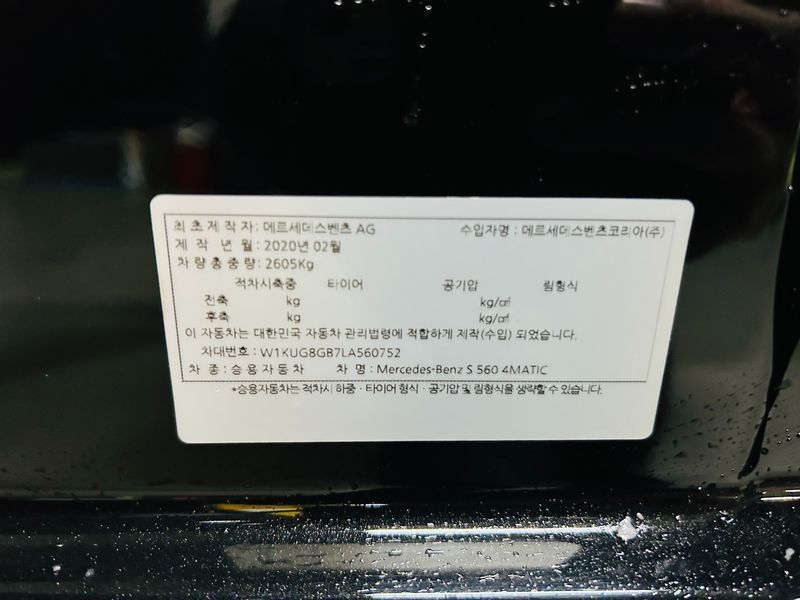 최초제작자: 메르세데스벤츠 AG 수입자명 : 메르세데스벤츠코리아(주)
제 작 년 월 : 2020년 02월
차량총중량: 2605Kg
적차시축중 타이어 공기압 림형식
전축 kg kg/㎠
후축 kg kg/㎠
이 자동차는 대한민국 자동차 관리법령에 적합하게 제작(수입) 되었습니다.
차대번호 : W1KUG8GB7LA560752
차 종 : 승용자동차 차 명 : Mercedes-Benz S 560 4MATIC
*승용자동차는 적차시 하중 · 타이어 형식 · 공기압 및 림형식을 생략할 수 있습니다.